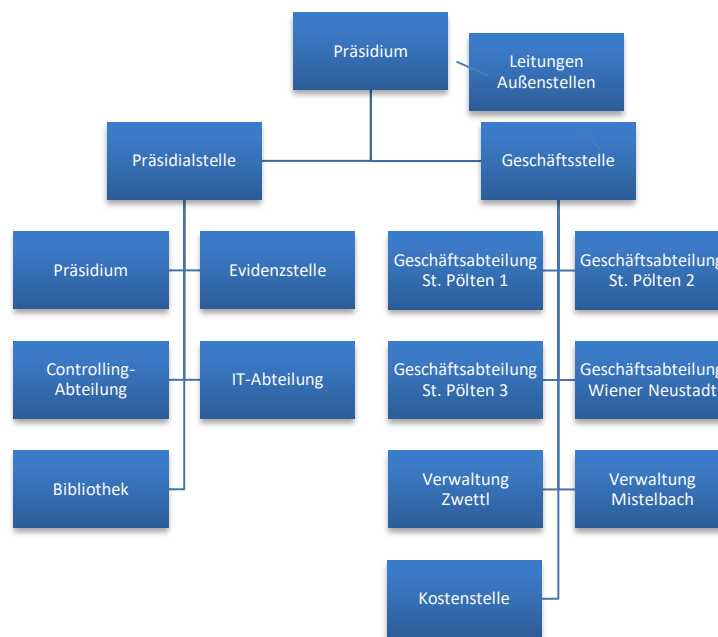 Präsidium
Leitungen
Außenstellen
Präsidialstelle
Geschäftsstelle
Präsidium
Evidenzstelle
Geschäftsabteilung
St. Pölten 1
Geschäftsabteilung
St. Pölten 2
Controlling-
Abteilung
IT-Abteilung
Geschäftsabteilung
St. Pölten 3
Geschäftsabteilung
Wiener Neustadt
Bibliothek
Verwaltung
Zwettl
Verwaltung
Mistelbach
Kostenstelle